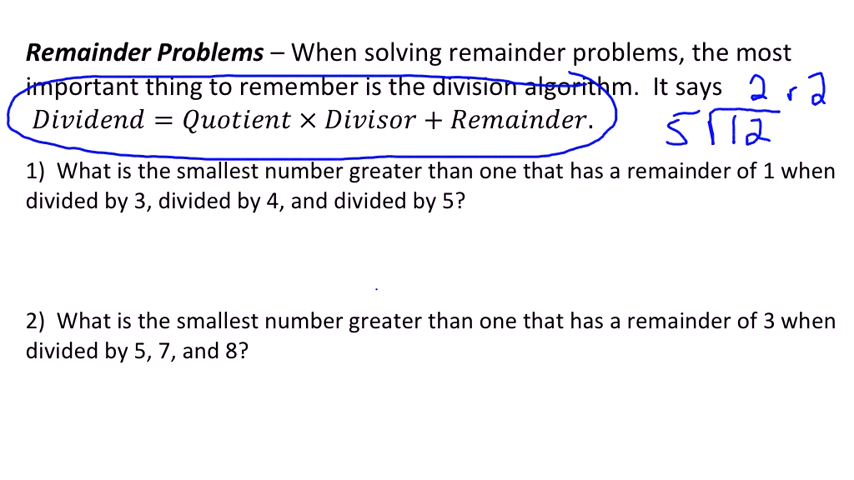 Remainder Problems – When solving remainder problems, the most
important thing to remember is the division algorithm. It says
Dividend = Quotient × Divisor + Remainder.
2 r 2
5 12
1) What is the smallest number greater than one that has a remainder of 1 when
divided by 3, divided by 4, and divided by 5?
2) What is the smallest number greater than one that has a remainder of 3 when
divided by 5, 7, and 8?